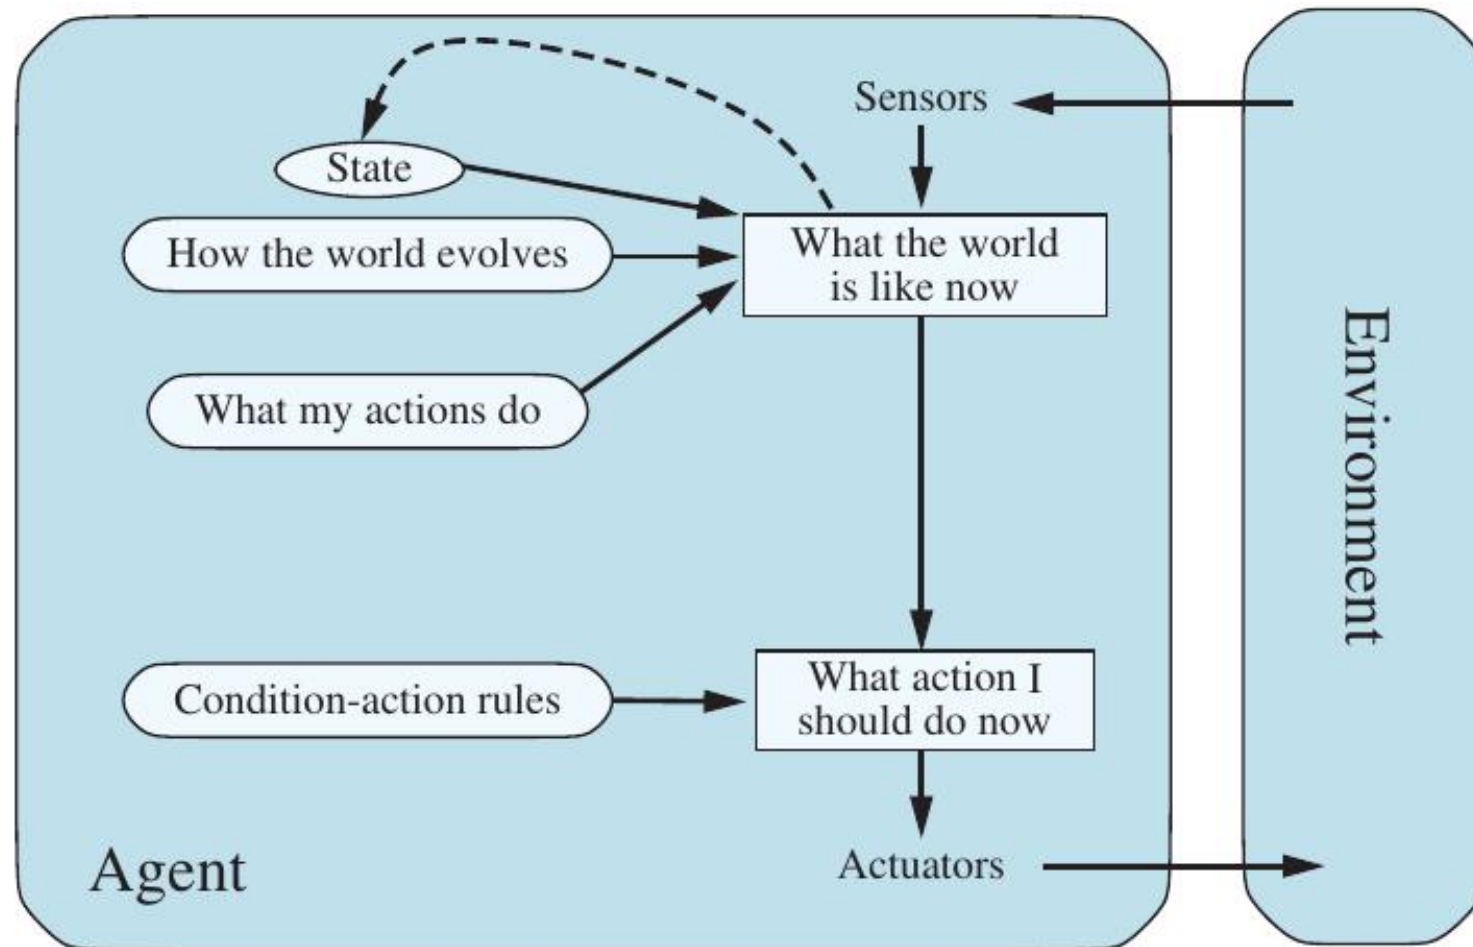 Sensors
State
How the world evolves
What the world
is like now
What my actions do
Environment
Condition-action rules
What action I
should do now
Agent
Actuators